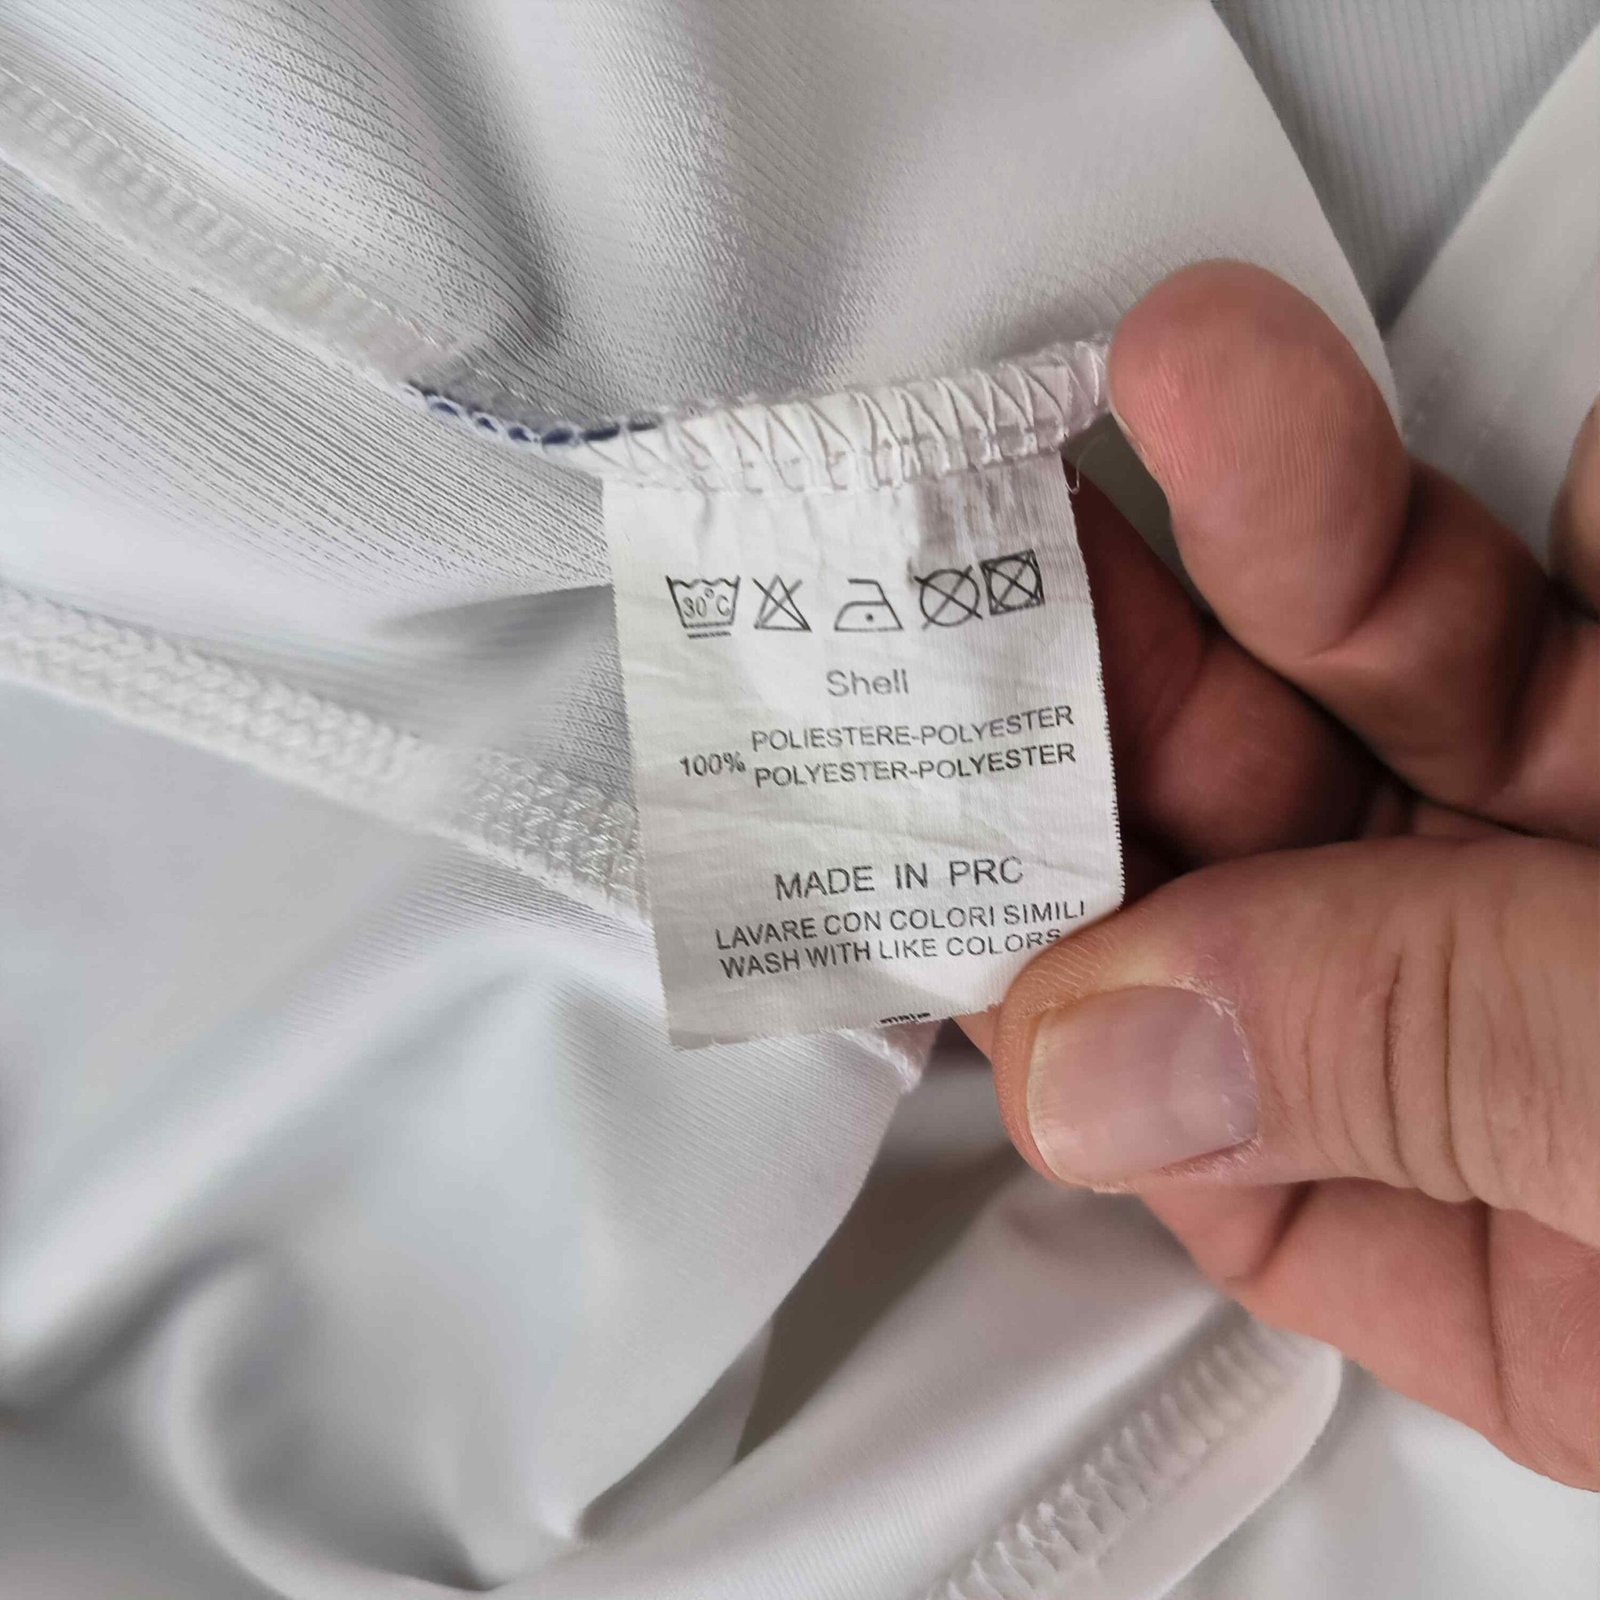 30°C
Shell
POLIESTERE-POLYESTER
100%
POLYESTER-POLYESTER
MADE IN PRC
LAVARE CON COLORI SIMILI
WASH WITH LIKE COLORS